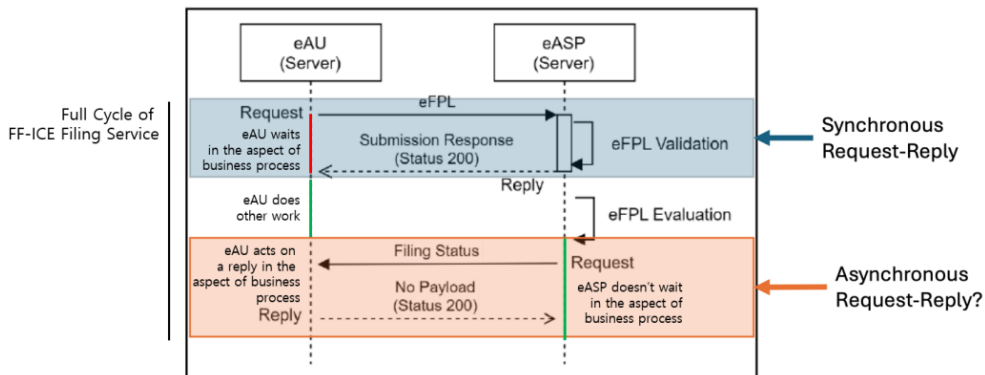 eAU
(Server)
eASP
(Server)
Full Cycle of
FF-ICE Filing Service
Request
eFPL
eAU waits
in the aspect of
business process
Submission Response
(Status 200)
eFPL Validation
Reply
Synchronous
Request-Reply
eAU does
other work
eFPL Evaluation
eAU acts on
a reply in the
aspect of business
process
Reply
Filing Status
No Payload
(Status 200)
Request
eASP doesn't wait
in the aspect of
business process
Asynchronous
Request-Reply?